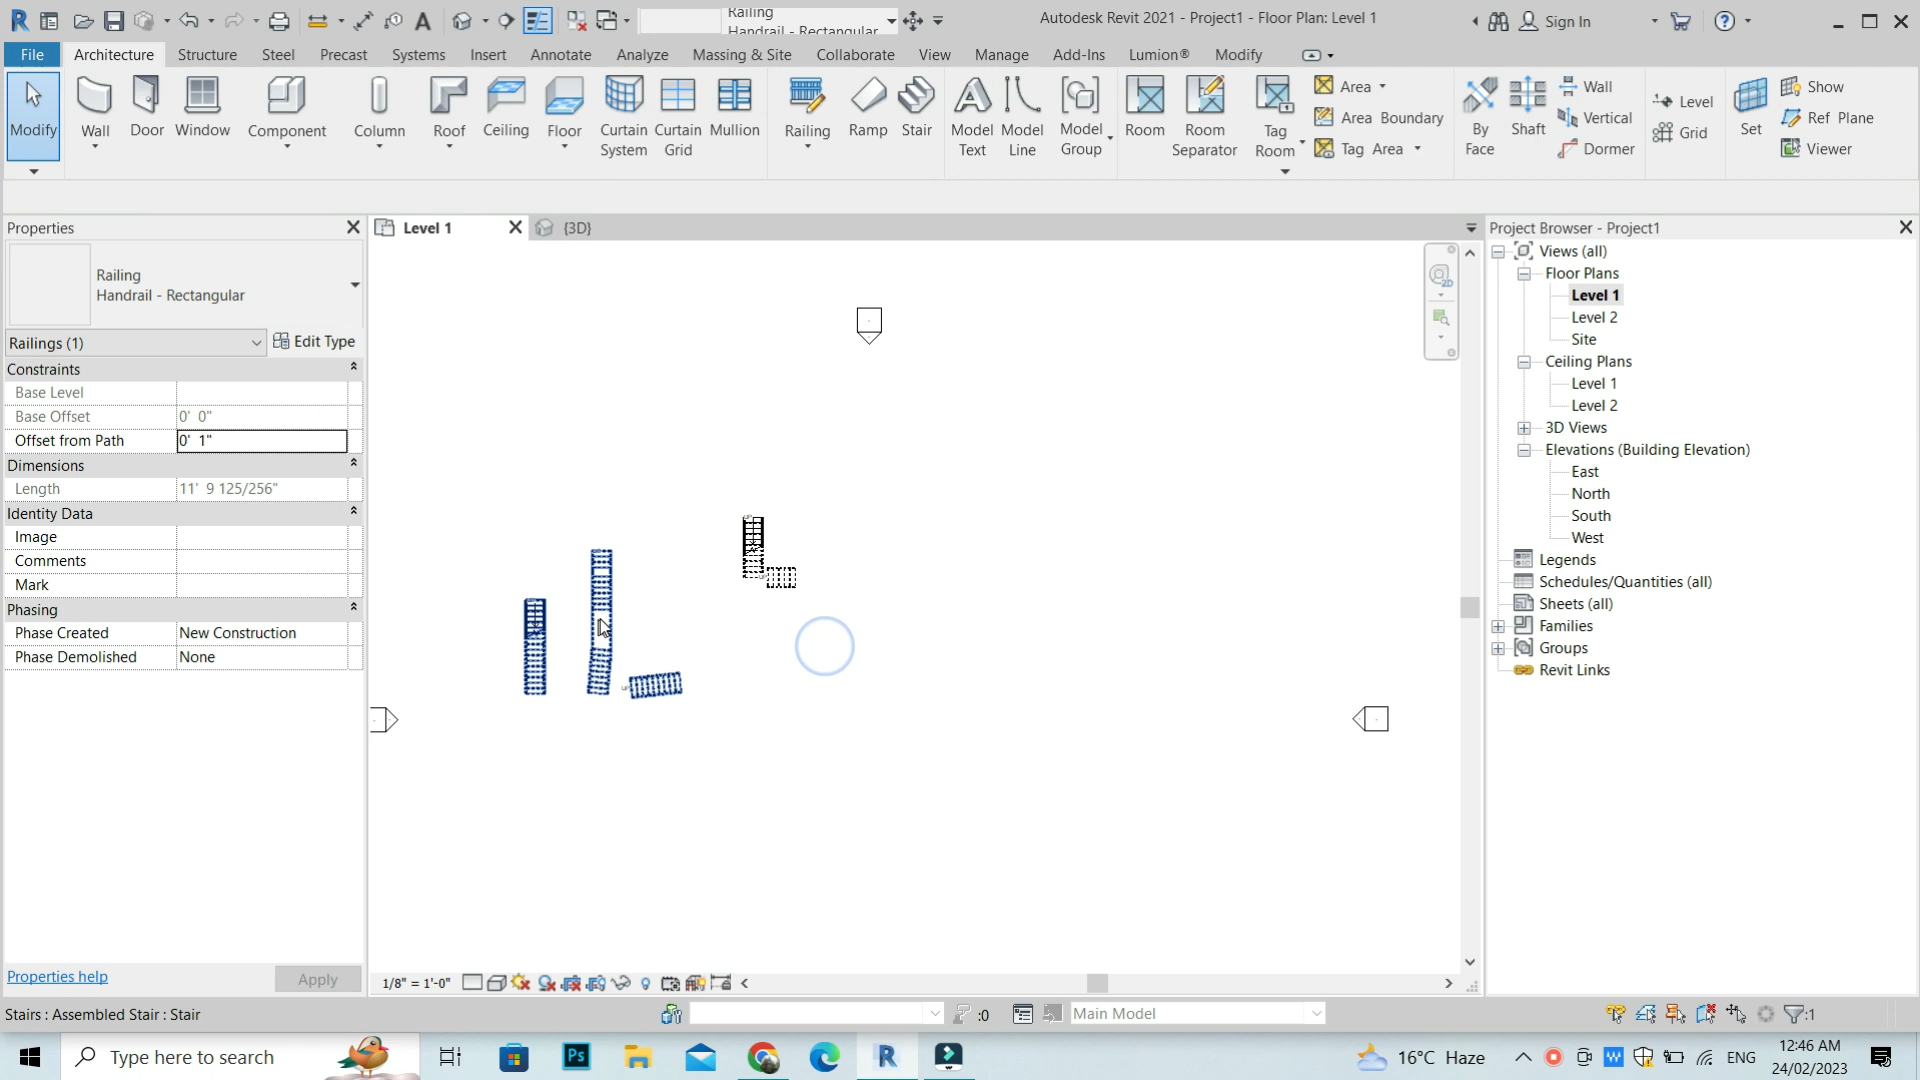 Railing
Handrail - Rectangular
Autodesk Revit 2021 - Project1 - Floor Plan: Level 1
Sign In
File
Architecture
Structure
Steel
Precast
Systems
Insert
Annotate
Analyze
Massing & Site
Collaborate
View
Manage
Add-Ins
Lumion®
Modify
Modify
Wall
Door
Window
Component
Column
Roof
Ceiling
Floor
Curtain
System
Curtain
Grid
Mullion
Railing
Ramp
Stair
Model
Text
Model
Line
Model
Group
Room
Room
Separator
Tag
Room
Area
Area Boundary
Tag Area
By
Face
Shaft
Wall
Vertical
Dormer
Level
Grid
Set
Show
Ref Plane
Viewer
Properties
Railing
Handrail - Rectangular
Railings (1)
Edit Type
Constraints
Base Level
Base Offset 0' 0"
Offset from Path 0' 1"
Dimensions
Length 11' 9 125/256"
Identity Data
Image
Comments
Mark
Phasing
Phase Created New Construction
Phase Demolished None
Properties help
Apply
Level 1
{3D}
2D
UP
1/8" = 1'-0"
Project Browser - Project1
Views (all)
Floor Plans
Level 1
Level 2
Site
Ceiling Plans
Level 1
Level 2
3D Views
Elevations (Building Elevation)
East
North
South
West
Legends
Schedules/Quantities (all)
Sheets (all)
Families
Groups
Revit Links
Stairs : Assembled Stair : Stair
:0
Main Model
:1
Type here to search
Ps
R
16°C Haze
ENG
12:46 AM
24/02/2023